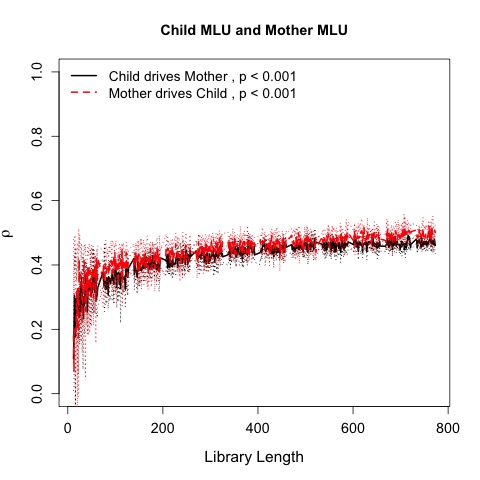 Child MLU and Mother MLU
Child drives Mother , p < 0.001
Mother drives Child , p < 0.001
1.0
0.8
0.6
0.4
0.2
0.0
ρ
0 200 400 600 800
Library Length